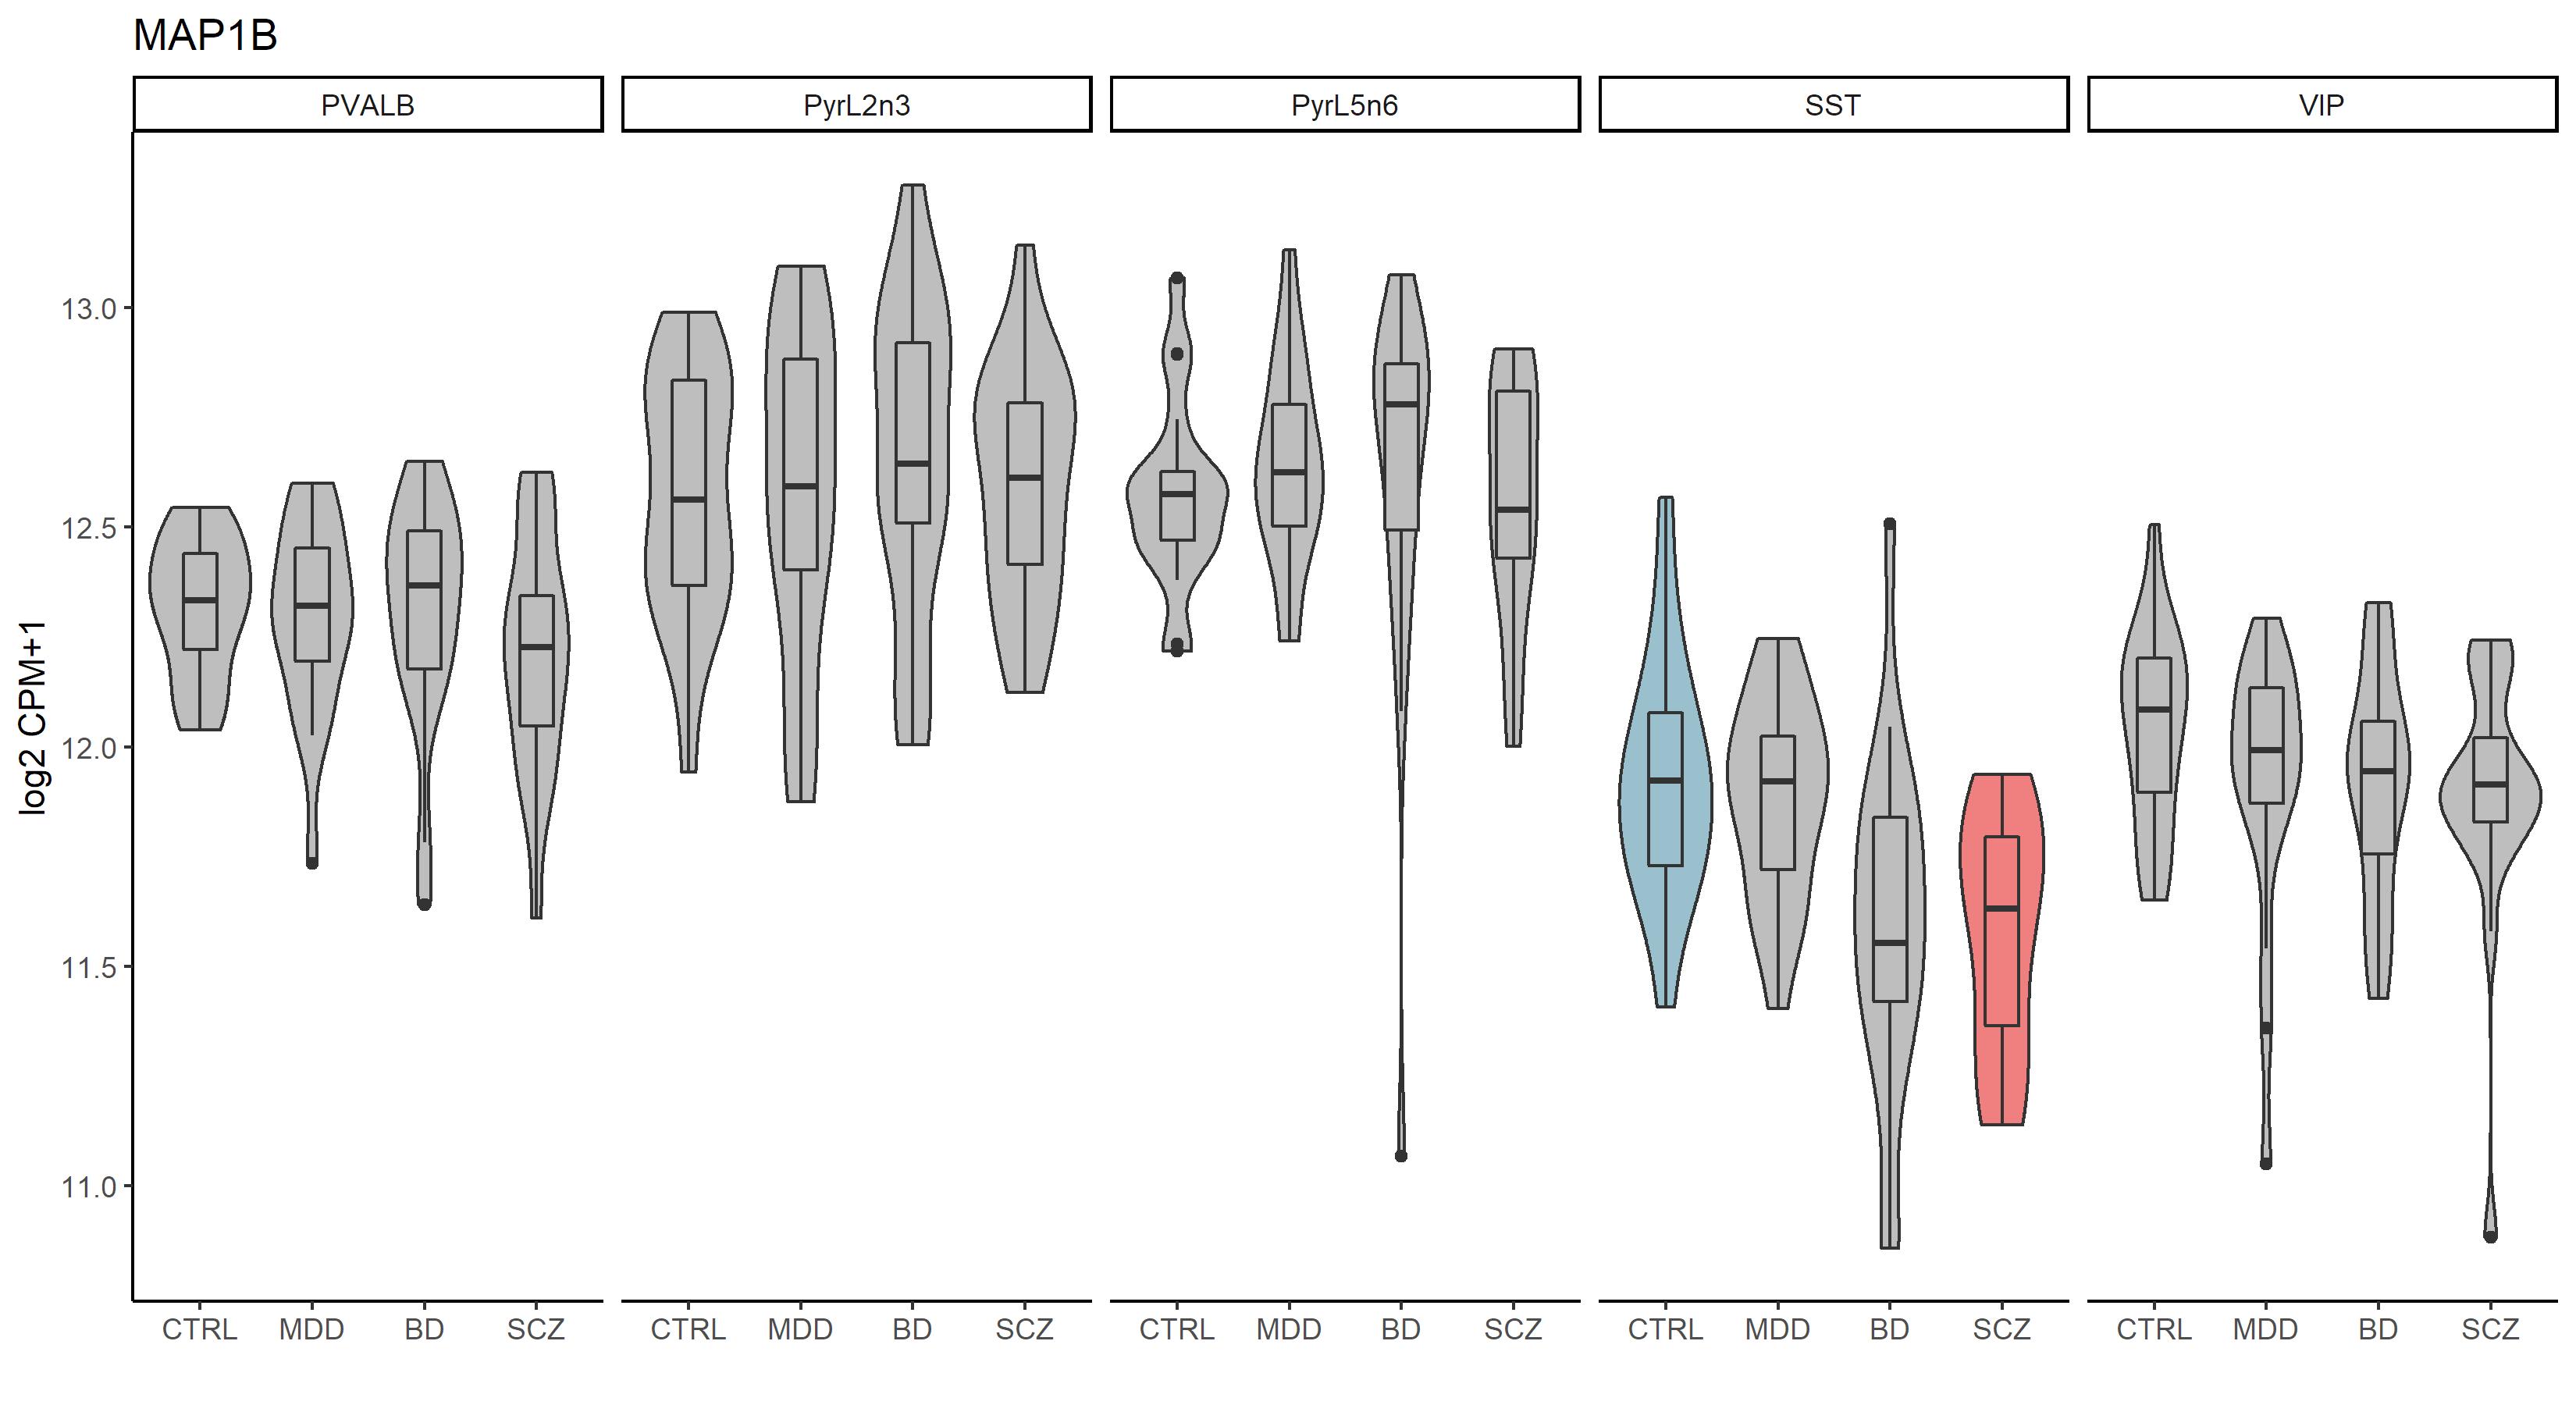 MAP1B
PVALB PyrL2n3 PyrL5n6 SST VIP
log2 CPM+1
13.0
12.5
12.0
11.5
11.0
CTRL MDD BD SCZ CTRL MDD BD SCZ CTRL MDD BD SCZ CTRL MDD BD SCZ CTRL MDD BD SCZ